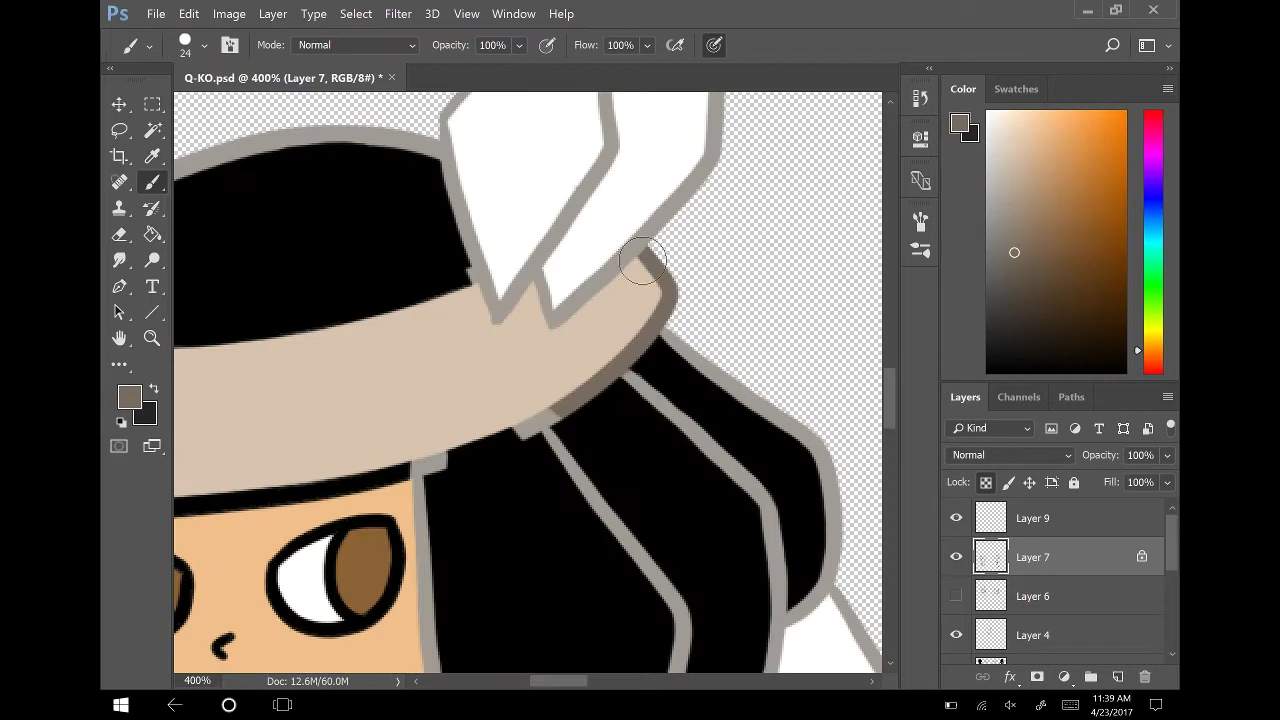 Ps File Edit Image Layer Type Select Filter 3D View Window Help
24 Mode: Normal Opacity: 100% Flow: 100%
Q-KO.psd @ 400% (Layer 7, RGB/8#) *
Color Swatches
Layers Channels Paths
Kind
Normal Opacity: 100%
Lock: Fill: 100%
Layer 9
Layer 7
Layer 6
Layer 4
400% Doc: 12.6M/60.0M
11:39 AM
4/23/2017